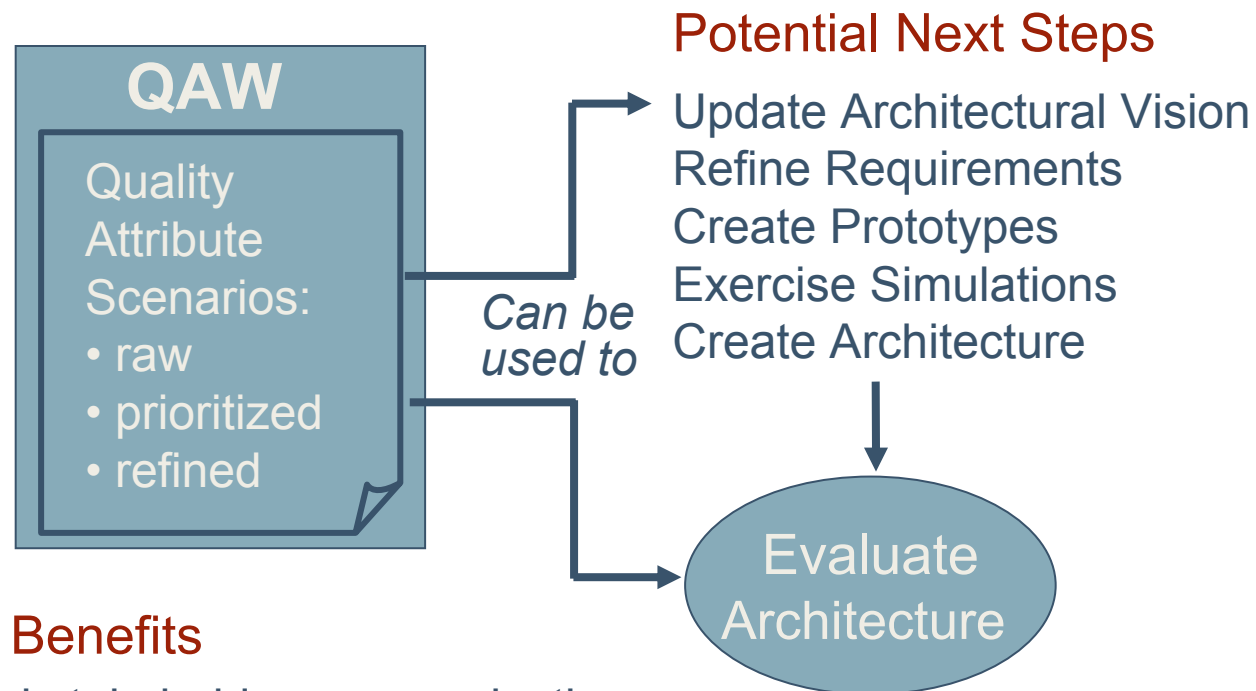 QAW
Quality
Attribute
Scenarios:
• raw
• prioritized
• refined
Can be
used to
Potential Next Steps
Update Architectural Vision
Refine Requirements
Create Prototypes
Exercise Simulations
Create Architecture
Evaluate
Architecture
Benefits